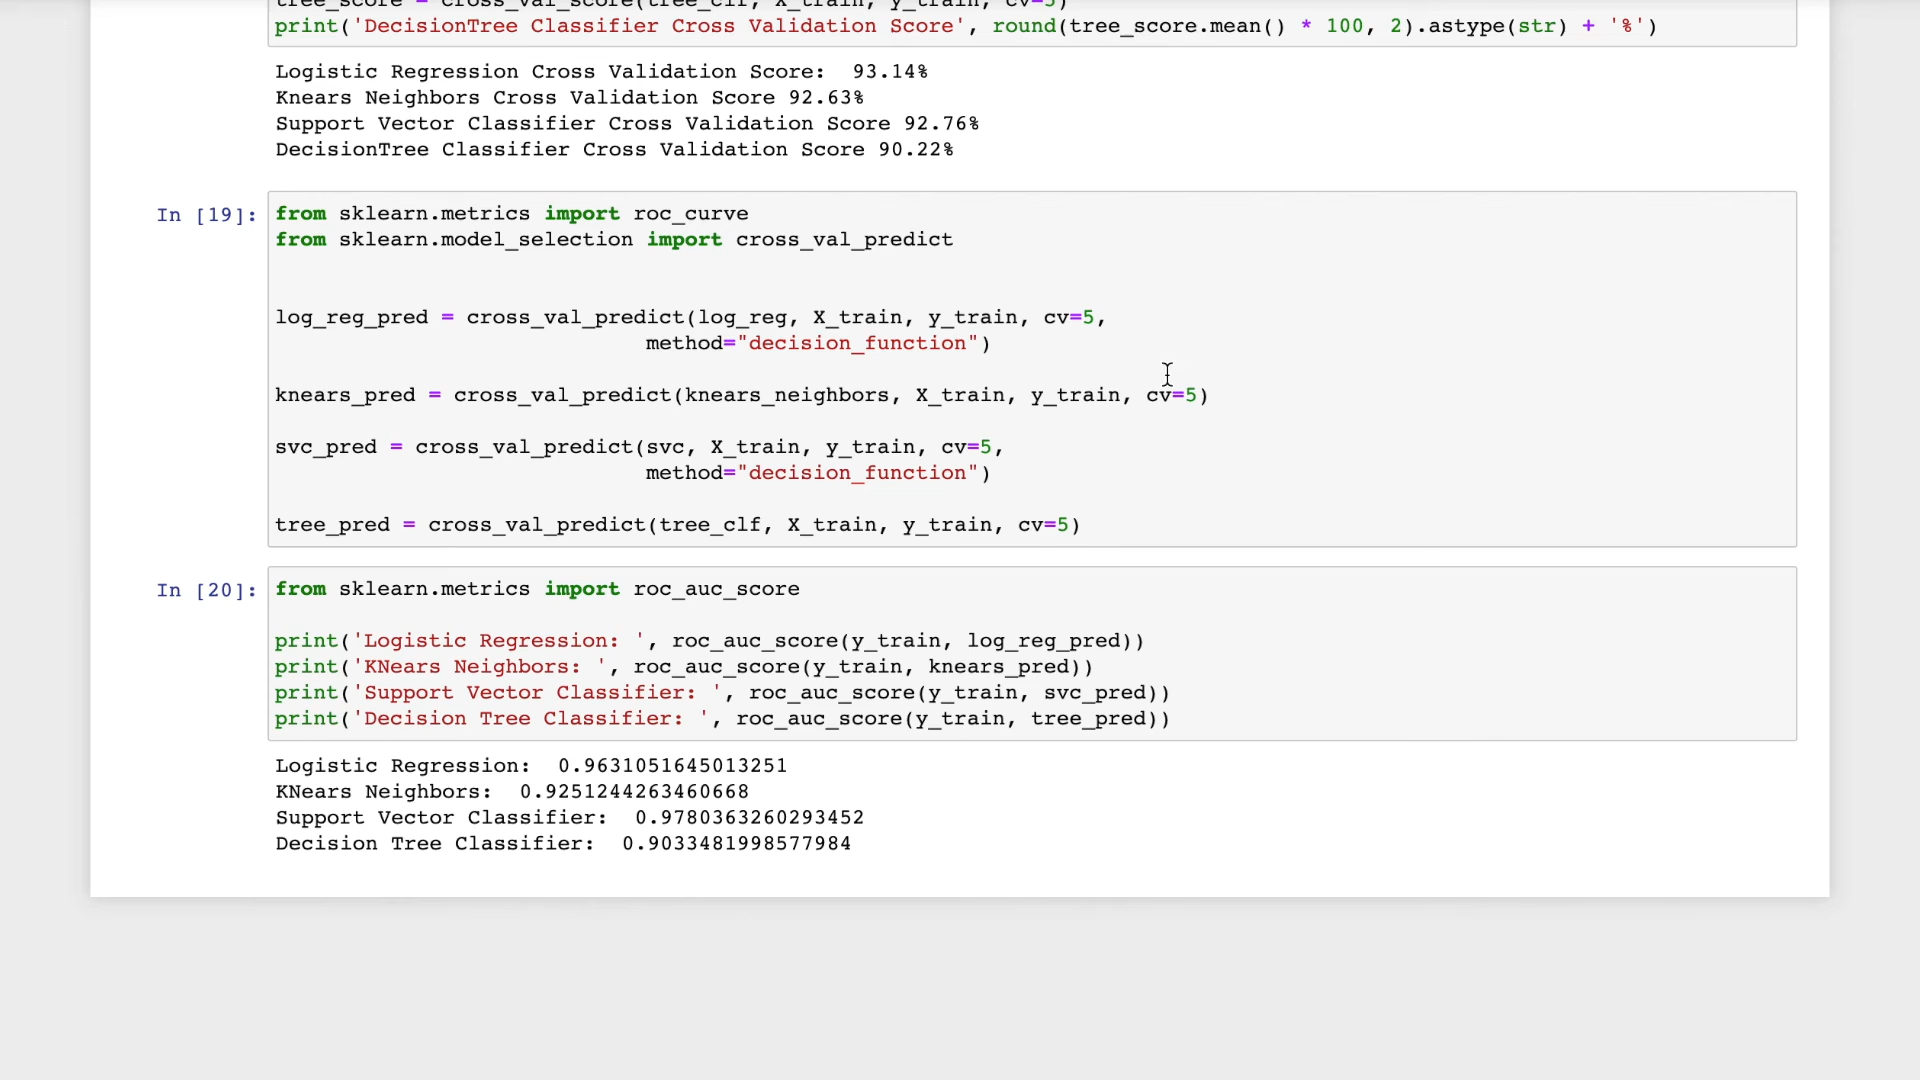 tree_score = cross_val_score(tree_clf, X_train, y_train, cv=5)
print('DecisionTree Classifier Cross Validation Score', round(tree_score.mean() * 100, 2).astype(str) + '%')
Logistic Regression Cross Validation Score:  93.14%
Knears Neighbors Cross Validation Score 92.63%
Support Vector Classifier Cross Validation Score 92.76%
DecisionTree Classifier Cross Validation Score 90.22%
In [19]:
from sklearn.metrics import roc_curve
from sklearn.model_selection import cross_val_predict
log_reg_pred = cross_val_predict(log_reg, X_train, y_train, cv=5,
                             method="decision_function")
knears_pred = cross_val_predict(knears_neighbors, X_train, y_train, cv=5)
svc_pred = cross_val_predict(svc, X_train, y_train, cv=5,
                             method="decision_function")
tree_pred = cross_val_predict(tree_clf, X_train, y_train, cv=5)
In [20]:
from sklearn.metrics import roc_auc_score
print('Logistic Regression: ', roc_auc_score(y_train, log_reg_pred))
print('KNears Neighbors: ', roc_auc_score(y_train, knears_pred))
print('Support Vector Classifier: ', roc_auc_score(y_train, svc_pred))
print('Decision Tree Classifier: ', roc_auc_score(y_train, tree_pred))
Logistic Regression:  0.9631051645013251
KNears Neighbors:  0.9251244263460668
Support Vector Classifier:  0.9780363260293452
Decision Tree Classifier:  0.9033481998577984